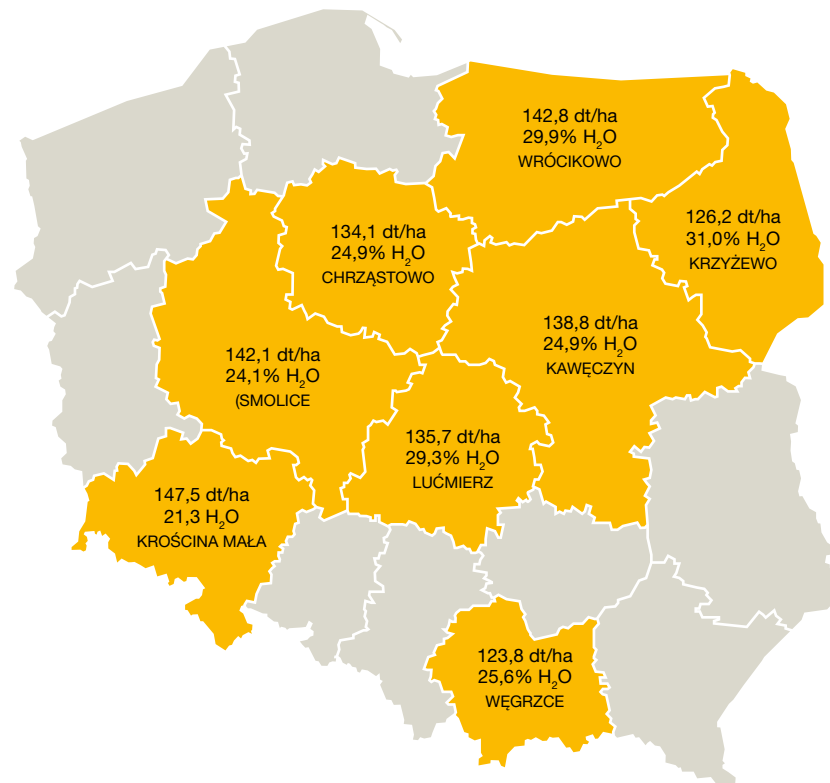 142,8 dt/ha
29,9% H₂O
WRÓCIKOWO
126,2 dt/ha
31,0% H₂O
KRZYŻEWO
134,1 dt/ha
24,9% H₂O
CHRZĄSTOWO
138,8 dt/ha
24,9% H₂O
KAWĘCZYN
142,1 dt/ha
24,1% H₂O
(SMOLICE
135,7 dt/ha
29,3% H₂O
LUĆMIERZ
147,5 dt/ha
21,3 H₂O
KROŚCINA MAŁA
123,8 dt/ha
25,6% H₂O
WĘGRZCE